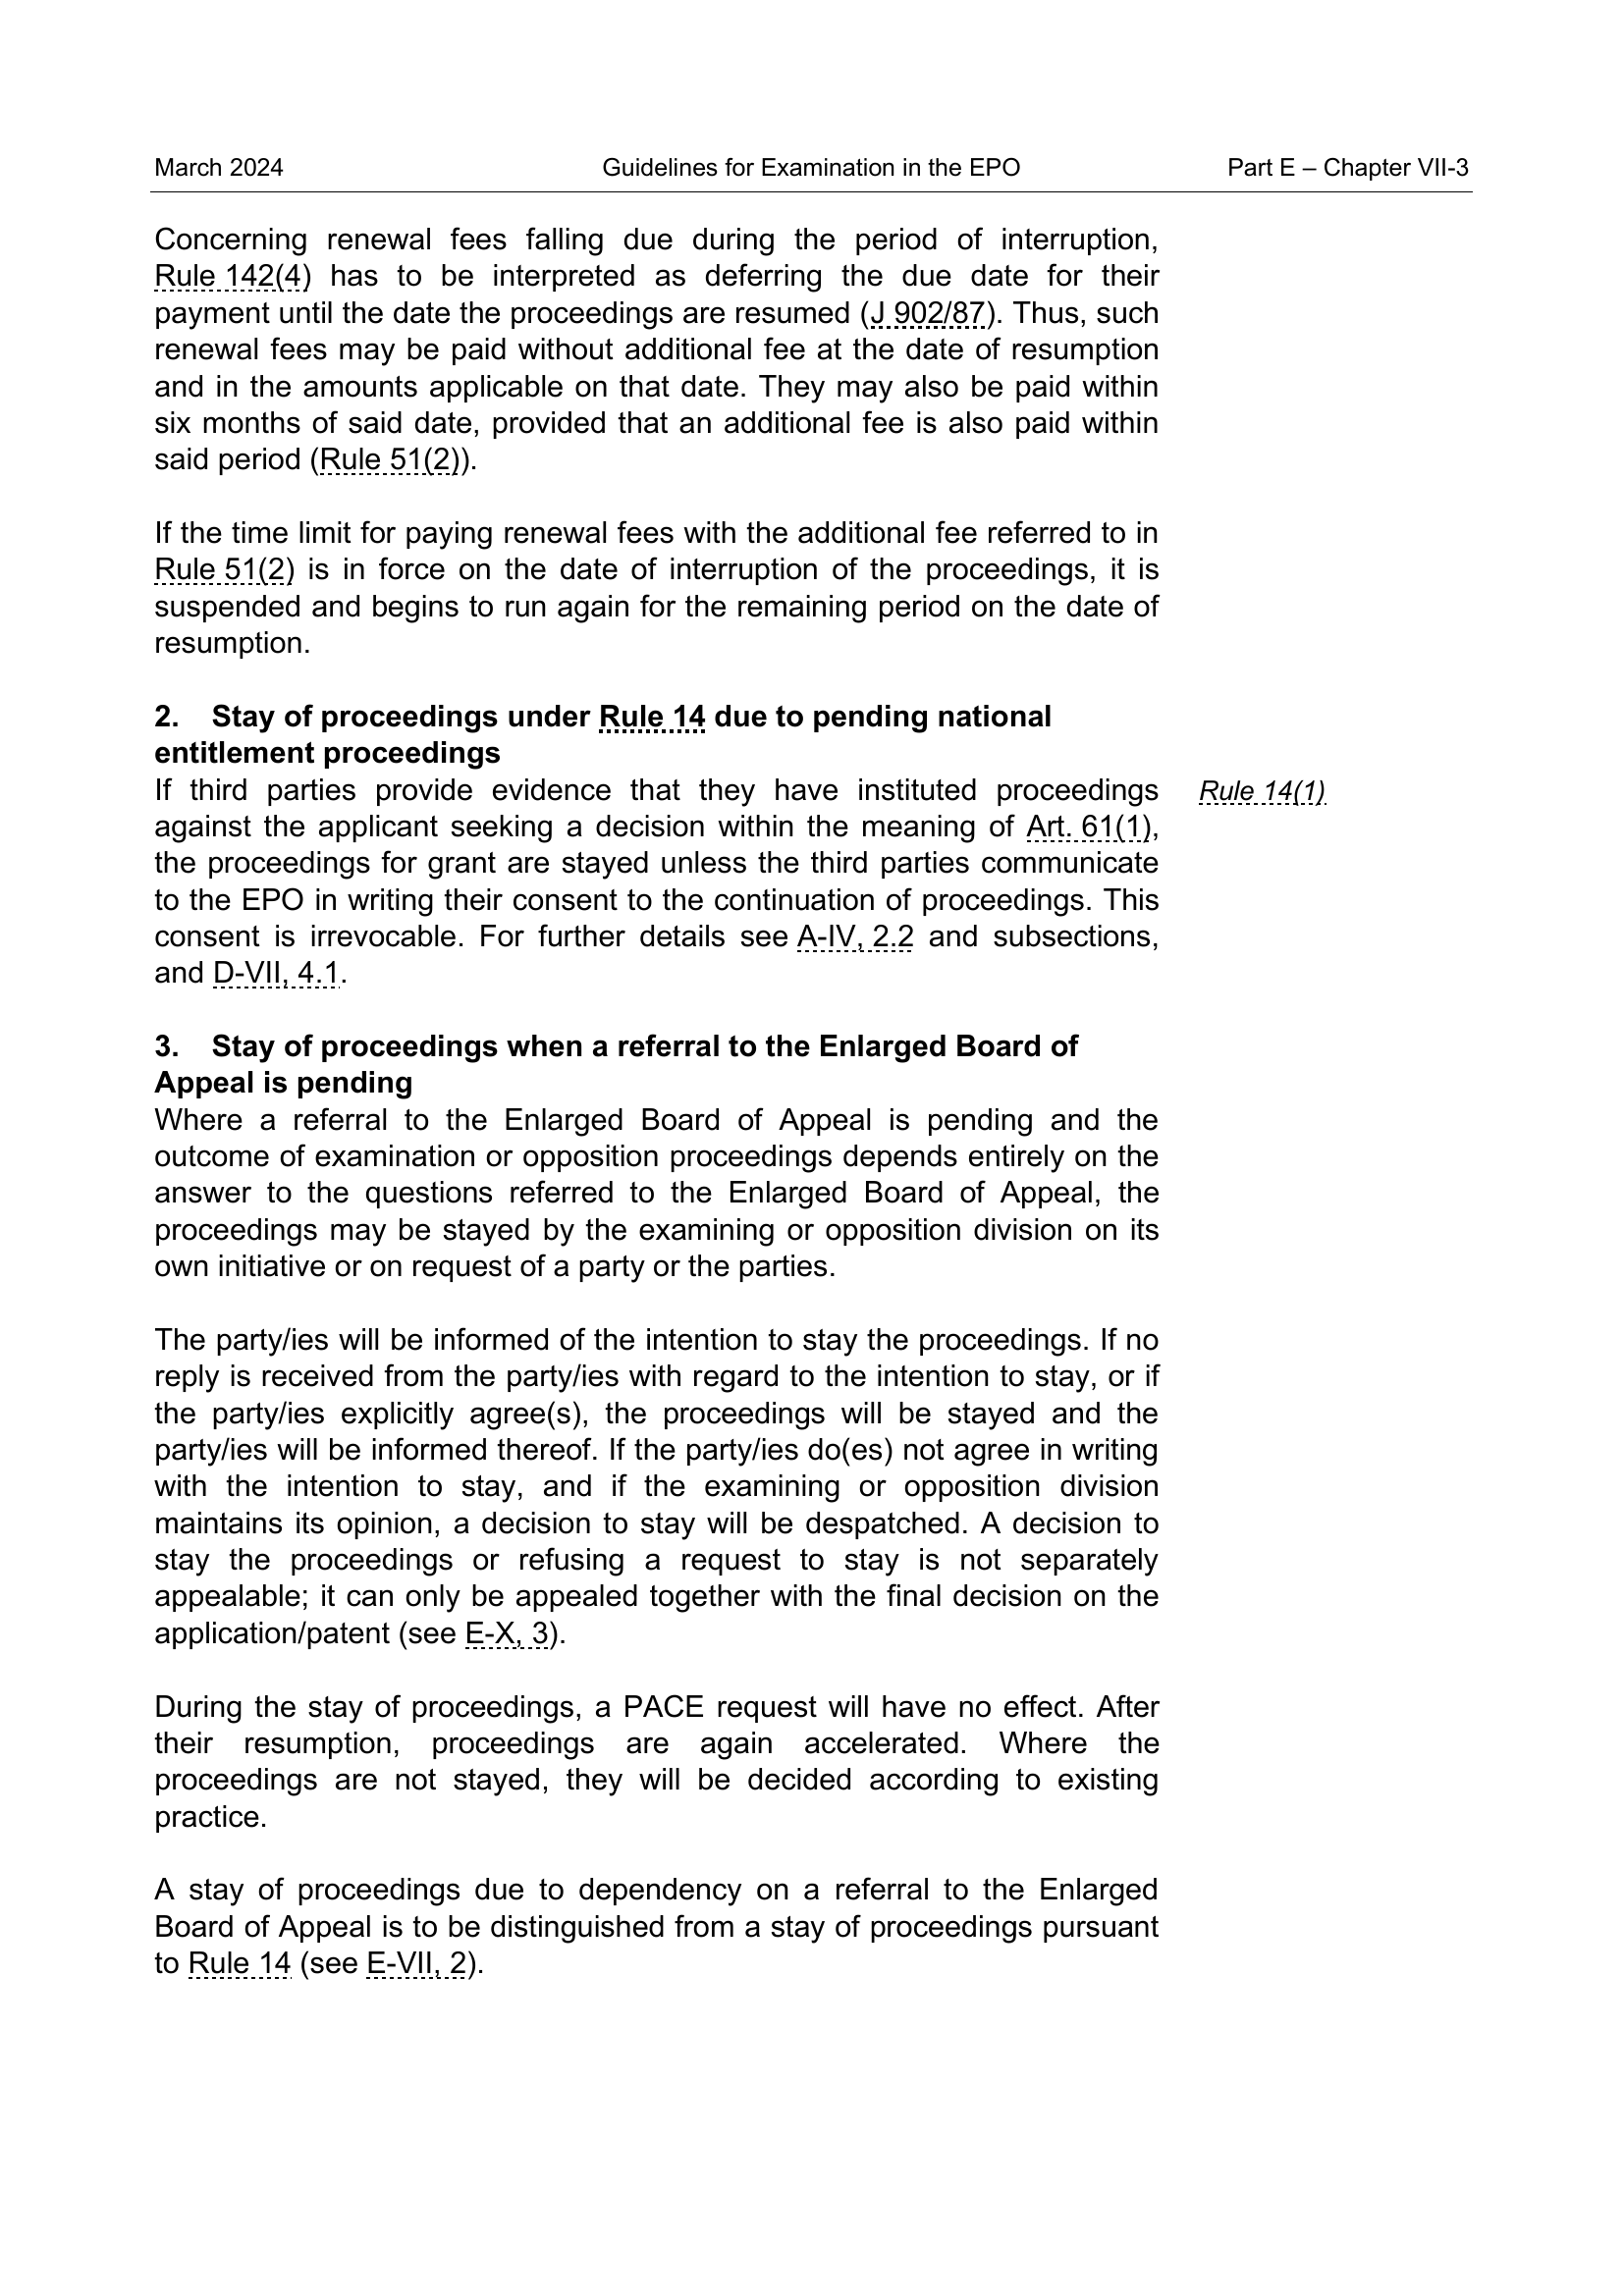 March 2024 Guidelines for Examination in the EPO Part E – Chapter VII-3
Concerning renewal fees falling due during the period of interruption,
Rule 142(4) has to be interpreted as deferring the due date for their
payment until the date the proceedings are resumed (J 902/87). Thus, such
renewal fees may be paid without additional fee at the date of resumption
and in the amounts applicable on that date. They may also be paid within
six months of said date, provided that an additional fee is also paid within
said period (Rule 51(2)).
If the time limit for paying renewal fees with the additional fee referred to in
Rule 51(2) is in force on the date of interruption of the proceedings, it is
suspended and begins to run again for the remaining period on the date of
resumption.
2. Stay of proceedings under Rule 14 due to pending national
entitlement proceedings
If third parties provide evidence that they have instituted proceedings Rule 14(1)
against the applicant seeking a decision within the meaning of Art. 61(1),
the proceedings for grant are stayed unless the third parties communicate
to the EPO in writing their consent to the continuation of proceedings. This
consent is irrevocable. For further details see A-IV, 2.2 and subsections,
and D-VII, 4.1.
3. Stay of proceedings when a referral to the Enlarged Board of
Appeal is pending
Where a referral to the Enlarged Board of Appeal is pending and the
outcome of examination or opposition proceedings depends entirely on the
answer to the questions referred to the Enlarged Board of Appeal, the
proceedings may be stayed by the examining or opposition division on its
own initiative or on request of a party or the parties.
The party/ies will be informed of the intention to stay the proceedings. If no
reply is received from the party/ies with regard to the intention to stay, or if
the party/ies explicitly agree(s), the proceedings will be stayed and the
party/ies will be informed thereof. If the party/ies do(es) not agree in writing
with the intention to stay, and if the examining or opposition division
maintains its opinion, a decision to stay will be despatched. A decision to
stay the proceedings or refusing a request to stay is not separately
appealable; it can only be appealed together with the final decision on the
application/patent (see E-X, 3).
During the stay of proceedings, a PACE request will have no effect. After
their resumption, proceedings are again accelerated. Where the
proceedings are not stayed, they will be decided according to existing
practice.
A stay of proceedings due to dependency on a referral to the Enlarged
Board of Appeal is to be distinguished from a stay of proceedings pursuant
to Rule 14 (see E-VII, 2).